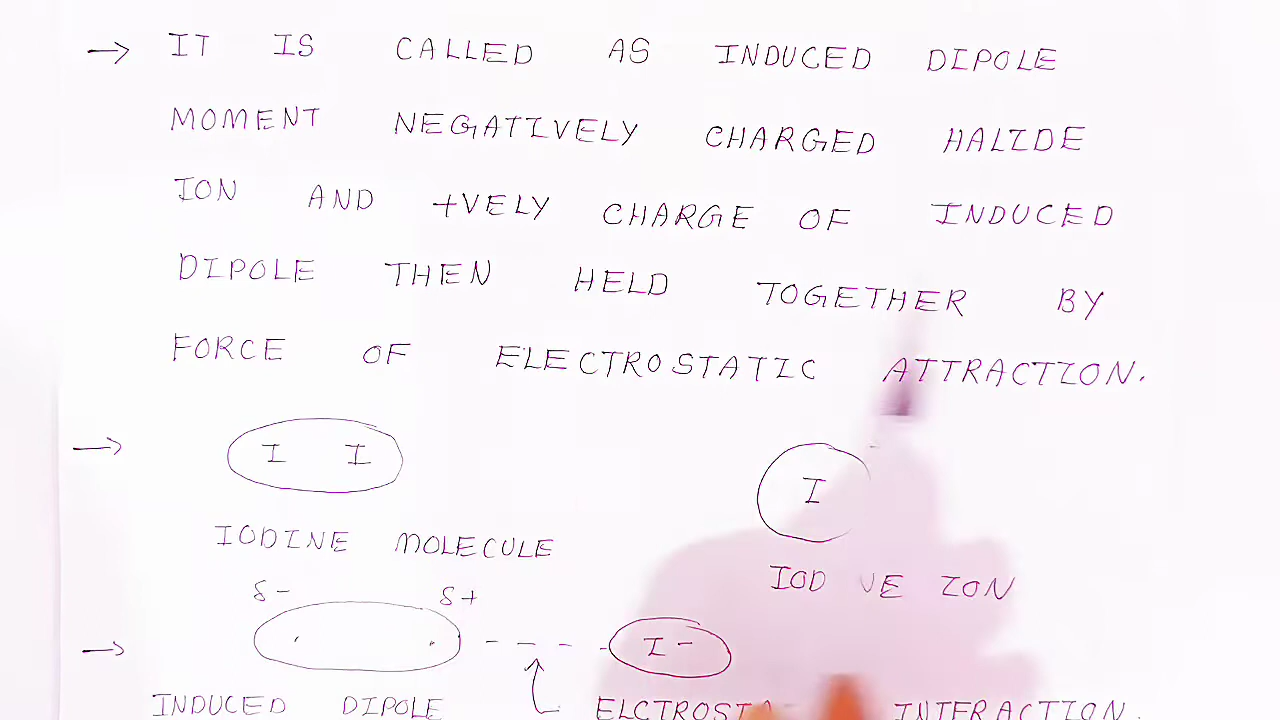 → IT IS CALLED AS INDUCED DIPOLE
MOMENT NEGATIVELY CHARGED HALIDE
ION AND +VELY CHARGE OF INDUCED
DIPOLE THEN HELD TOGETHER BY
FORCE OF ELECTROSTATIC ATTRACTION.
→ I I I
IODINE MOLECULE
ION
δ- δ+
→ - - - - I-
INDUCED DIPOLE INTERACTION.